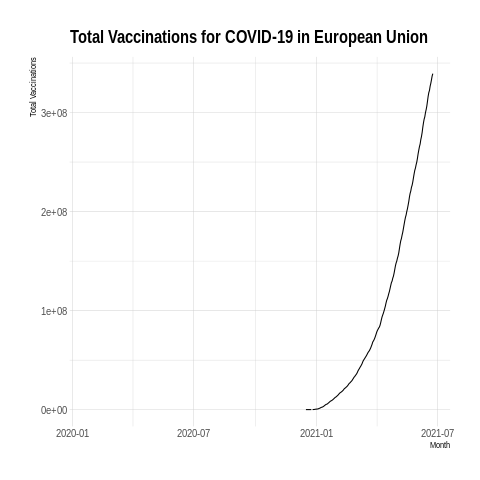 Total Vaccinations for COVID-19 in European Union
Total Vaccinations
3e+08
2e+08
1e+08
0e+00
2020-01 2020-07 2021-01 2021-07
Month